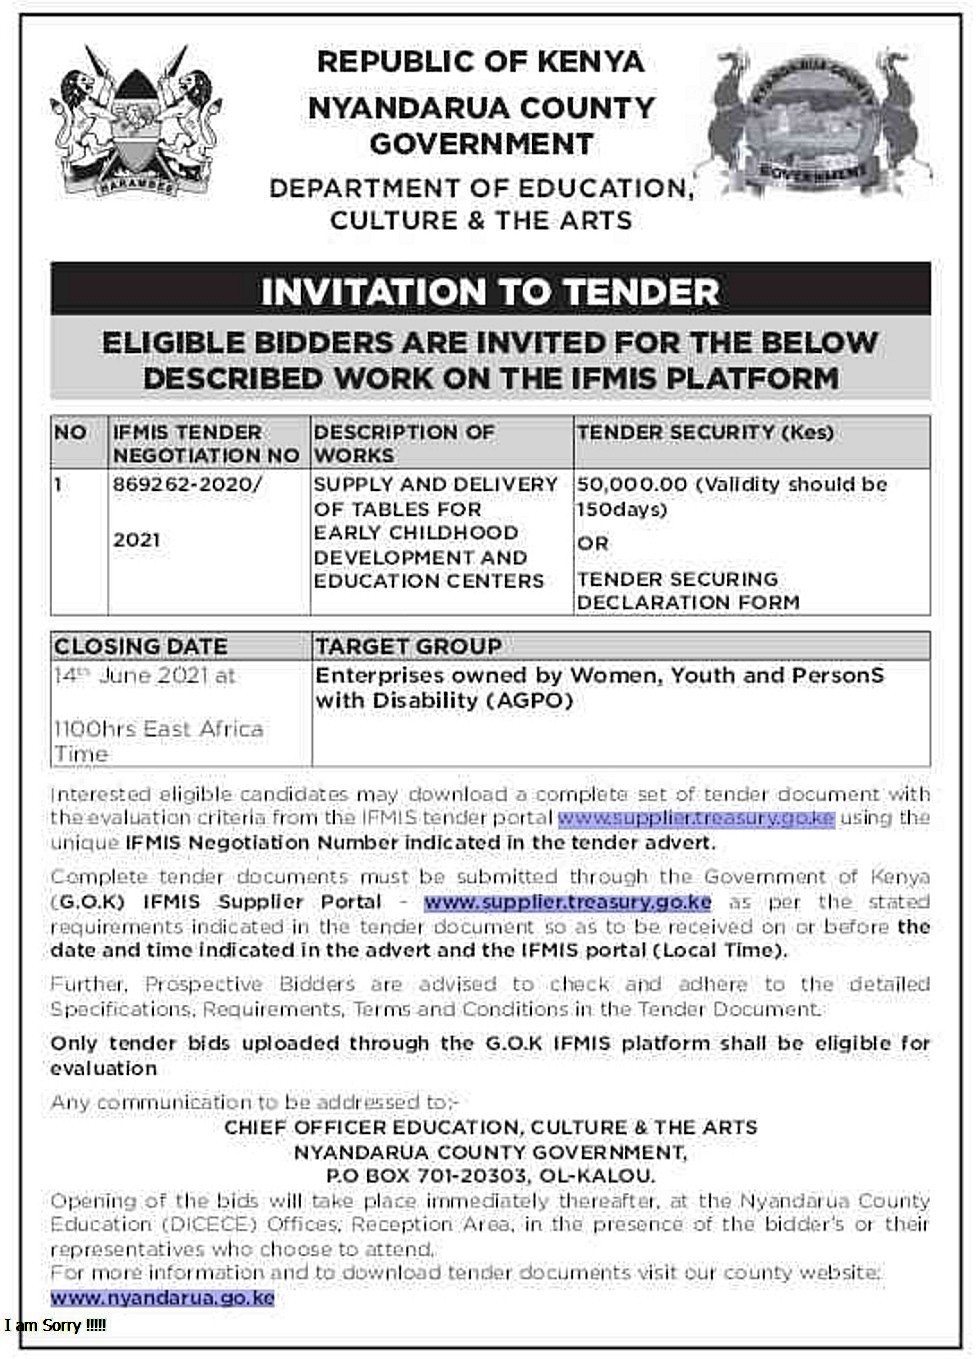 REPUBLIC OF KENYA
NYANDARUA COUNTY
GOVERNMENT
DEPARTMENT OF EDUCATION,
CULTURE & THE ARTS
HARAMBEE
NYANDARUA COUNTY
GOVERNMENT
INVITATION TO TENDER
ELIGIBLE BIDDERS ARE INVITED FOR THE BELOW
DESCRIBED WORK ON THE IFMIS PLATFORM
NO
IFMIS TENDER
NEGOTIATION NO
DESCRIPTION OF
WORKS
TENDER SECURITY (Kes)
1
869262-2020/
2021
SUPPLY AND DELIVERY
OF TABLES FOR
EARLY CHILDHOOD
DEVELOPMENT AND
EDUCATION CENTERS
50,000.00 (Validity should be
150days)
OR
TENDER SECURING
DECLARATION FORM
CLOSING DATE
TARGET GROUP
14th June 2021 at
1100hrs East Africa
Time
Enterprises owned by Women, Youth and PersonS
with Disability (AGPO)
Interested eligible candidates may download a complete set of tender document with
the evaluation criteria from the IFMIS tender portal www.supplier.treasury.go.ke using the
unique IFMIS Negotiation Number indicated in the tender advert.
Complete tender documents must be submitted through the Government of Kenya
(G.O.K) IFMIS Supplier Portal - www.supplier.treasury.go.ke as per the stated
requirements indicated in the tender document so as to be received on or before the
date and time indicated in the advert and the IFMIS portal (Local Time).
Further, Prospective Bidders are advised to check and adhere to the detailed
Specifications, Requirements, Terms and Conditions in the Tender Document.
Only tender bids uploaded through the G.O.K IFMIS platform shall be eligible for
evaluation
Any communication to be addressed to;-
CHIEF OFFICER EDUCATION, CULTURE & THE ARTS
NYANDARUA COUNTY GOVERNMENT,
P.O BOX 701-20303, OL-KALOU.
Opening of the bids will take place immediately thereafter, at the Nyandarua County
Education (DICECE) Offices, Reception Area, in the presence of the bidder's or their
representatives who choose to attend.
For more information and to download tender documents visit our county website:
www.nyandarua.go.ke
I am Sorry !!!!!